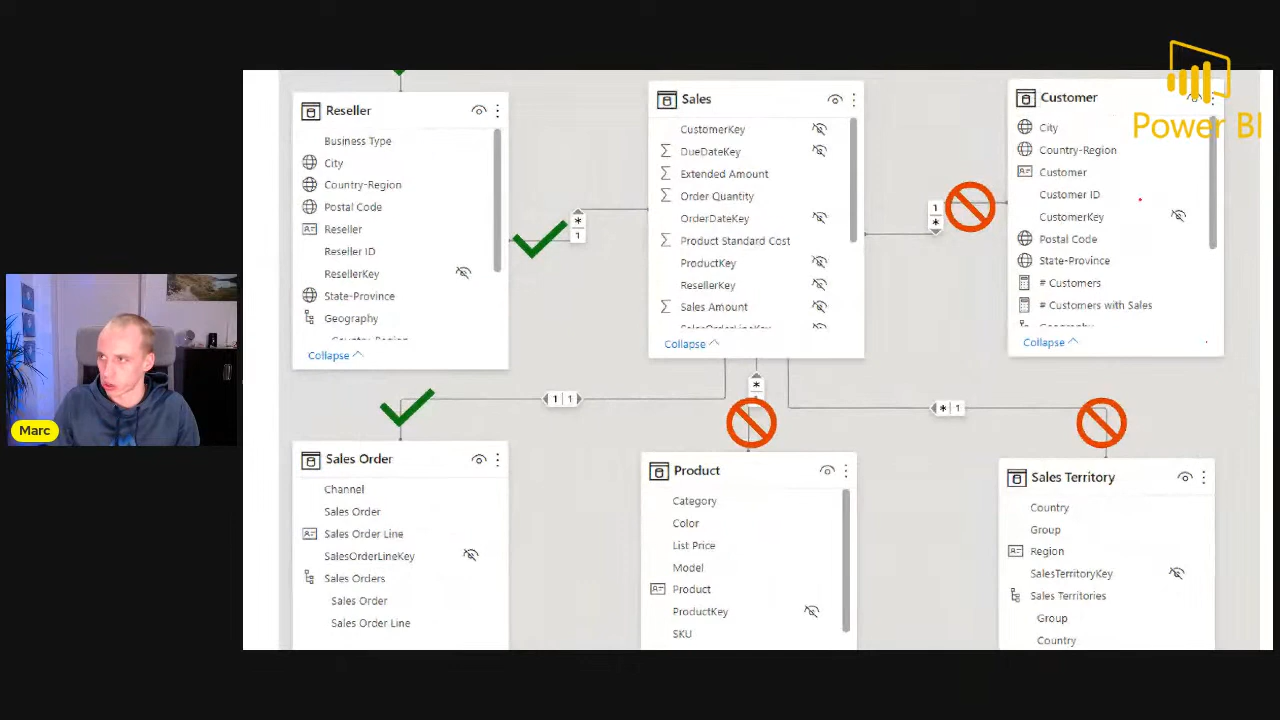 Power BI
Reseller
Business Type
City
Country-Region
Postal Code
Reseller
Reseller ID
ResellerKey
State-Province
Geography
Country-Region
Collapse
Sales
CustomerKey
DueDateKey
Extended Amount
Order Quantity
OrderDateKey
Product Standard Cost
ProductKey
ResellerKey
Sales Amount
SalesOrderLineKey
Collapse
Customer
City
Country-Region
Customer
Customer ID
CustomerKey
Postal Code
State-Province
# Customers
# Customers with Sales
Geography
Collapse
*
1
1
*
1 1
*
* 1
Marc
Sales Order
Channel
Sales Order
Sales Order Line
SalesOrderLineKey
Sales Orders
Sales Order
Sales Order Line
Product
Category
Color
List Price
Model
Product
ProductKey
SKU
Sales Territory
Country
Group
Region
SalesTerritoryKey
Sales Territories
Group
Country